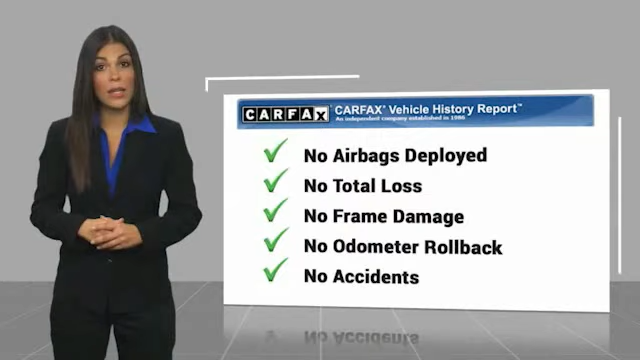 CARFAX CARFAX® Vehicle History Report™
An independent company established in 1986
No Airbags Deployed
No Total Loss
No Frame Damage
No Odometer Rollback
No Accidents